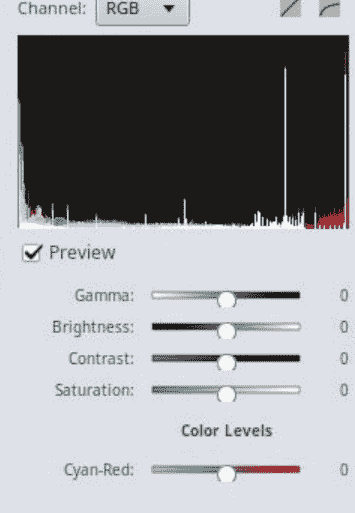 Channel: RGB
Preview
Gamma: 0
Brightness: 0
Contrast: 0
Saturation: 0
Color Levels
Cyan-Red: 0